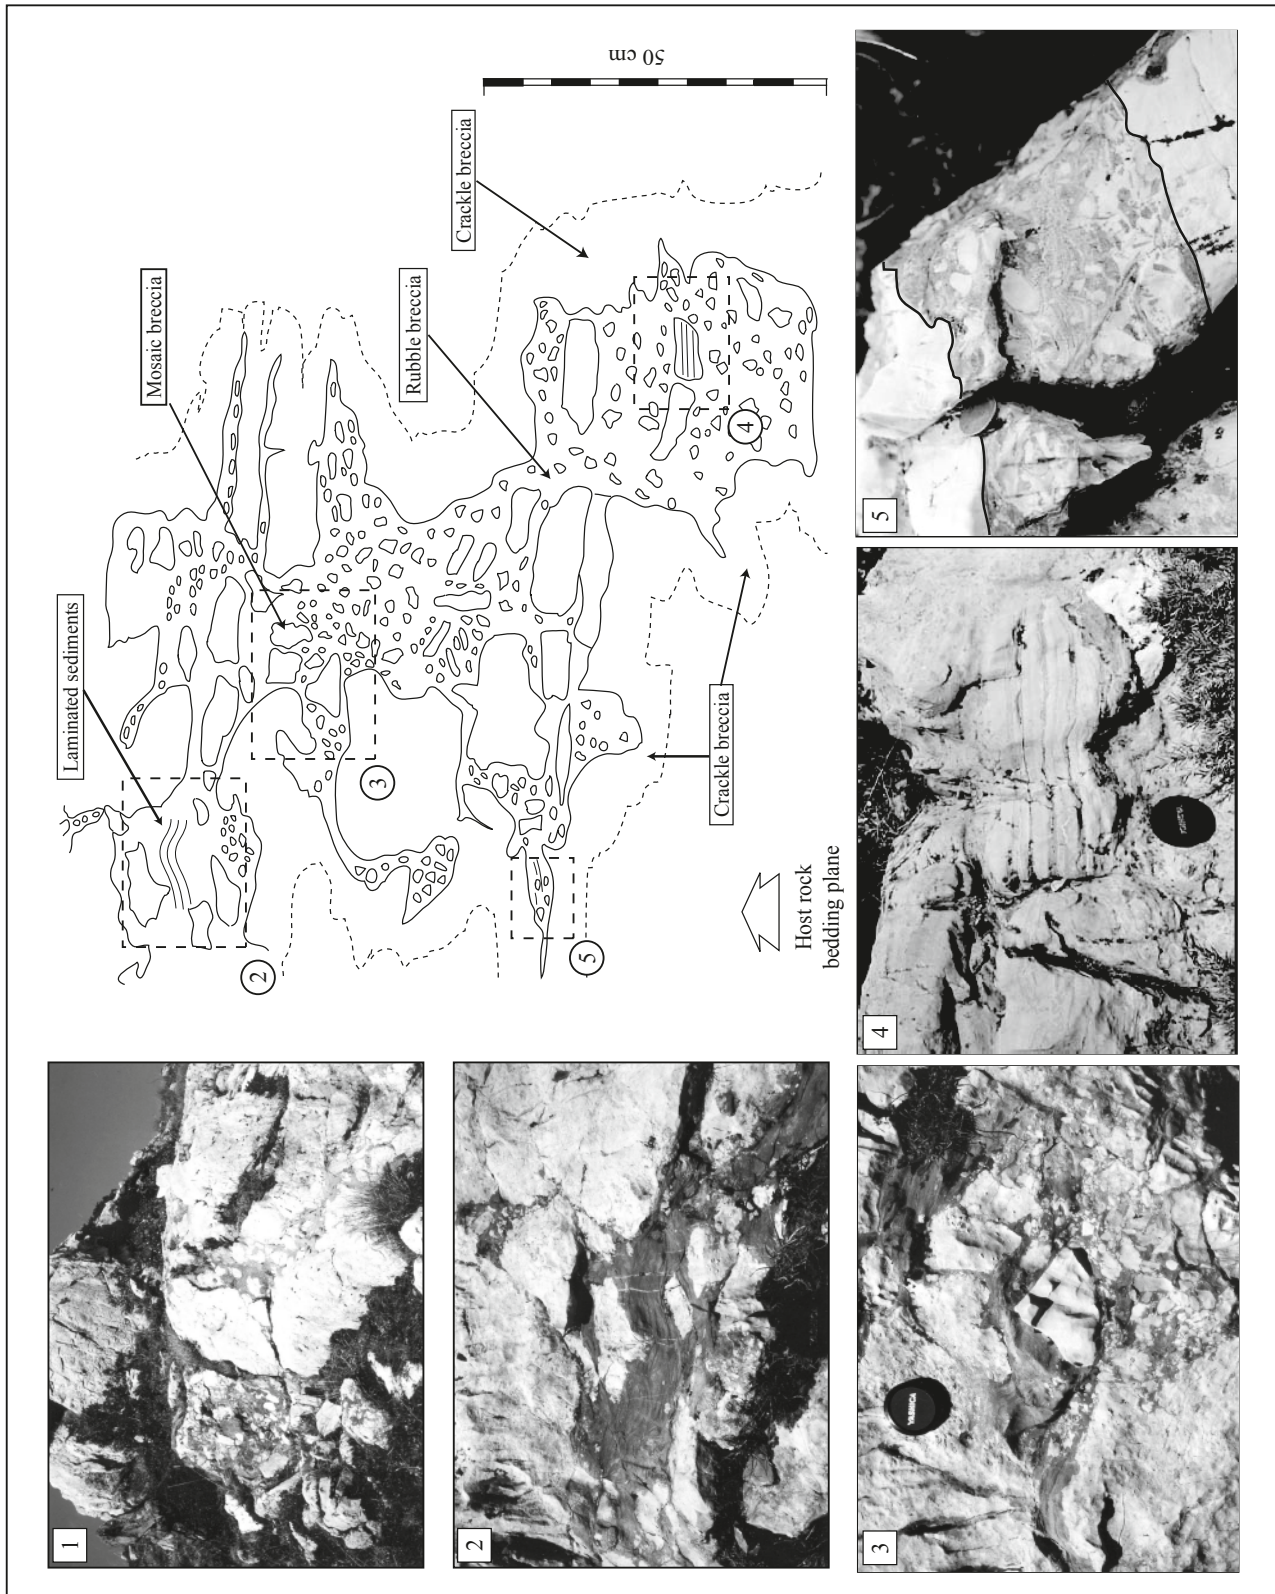 50 cm
Crackle breccia
Mosaic breccia
Rubble breccia
Laminated sediments
Crackle breccia
Host rock
bedding plane
2
3
4
5
1
2
3
4
5
YASHICA